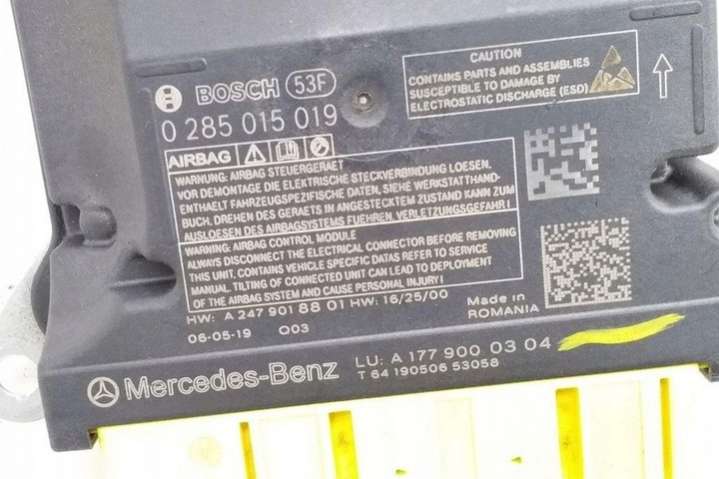 BOSCH 53F
0 285 015 019
CAUTION
CONTAINS PARTS AND ASSEMBLIES
SUSCEPTIBLE TO DAMAGE BY
ELECTROSTATIC DISCHARGE (ESD)
AIRBAG
WARNUNG: AIRBAG STEUERGERAET
VOR DEMONTAGE DIE ELEKTRISCHE STECKVERBINDUNG LOESEN.
ENTHAELT FAHRZEUGSPEZIFISCHE DATEN, SIEHE WERKSTATTHAND-
BUCH. DREHEN DES GERAETS IN ANGESTECKTEM ZUSTAND KANN ZUM
AUSLOESEN DES AIRBAGSYSTEMS FUEHREN. VERLETZUNGSGEFAHR!
WARNING: AIRBAG CONTROL MODULE
ALWAYS DISCONNECT THE ELECTRICAL CONNECTOR BEFORE REMOVING
THIS UNIT. CONTAINS VEHICLE SPECIFIC DATAS REFER TO SERVICE
MANUAL. TILTING OF CONNECTED UNIT CAN LEAD TO DEPLOYMENT
OF THE AIRBAG SYSTEM AND CAUSE PERSONAL INJURY!
HW: A 247 901 88 01 HW: 16/25/00
06-05-19 Q03
Made in
ROMANIA
Mercedes-Benz
LU: A 177 900 03 04
T 64 190506 53058